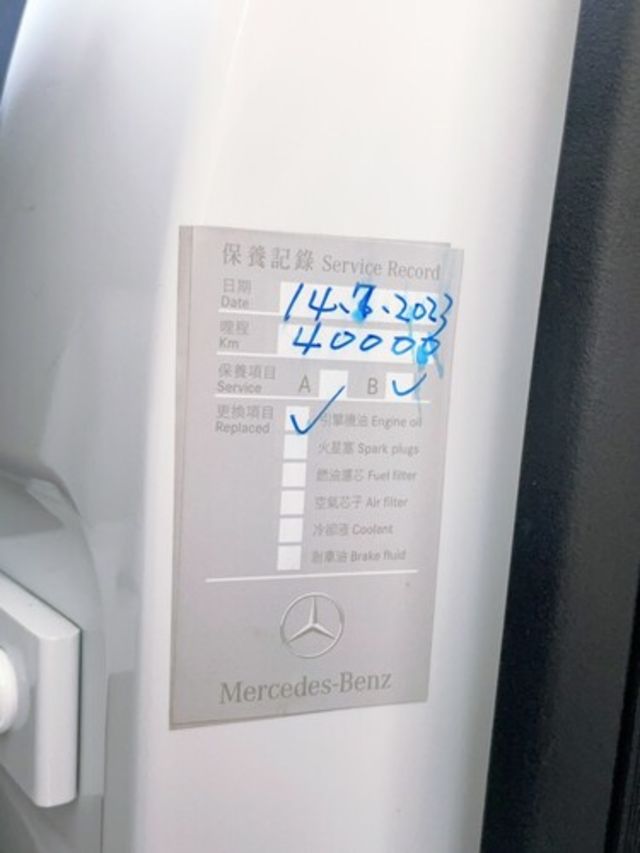 保養記錄 Service Record
日期
Date 14.7.2023
哩程
Km 40000
保養項目
Service A B ✓
更換項目
Replaced ✓ 引擎機油 Engine oil
火星塞 Spark plugs
燃油濾芯 Fuel filter
空氣芯子 Air filter
冷卻液 Coolant
剎車油 Brake fluid
Mercedes-Benz